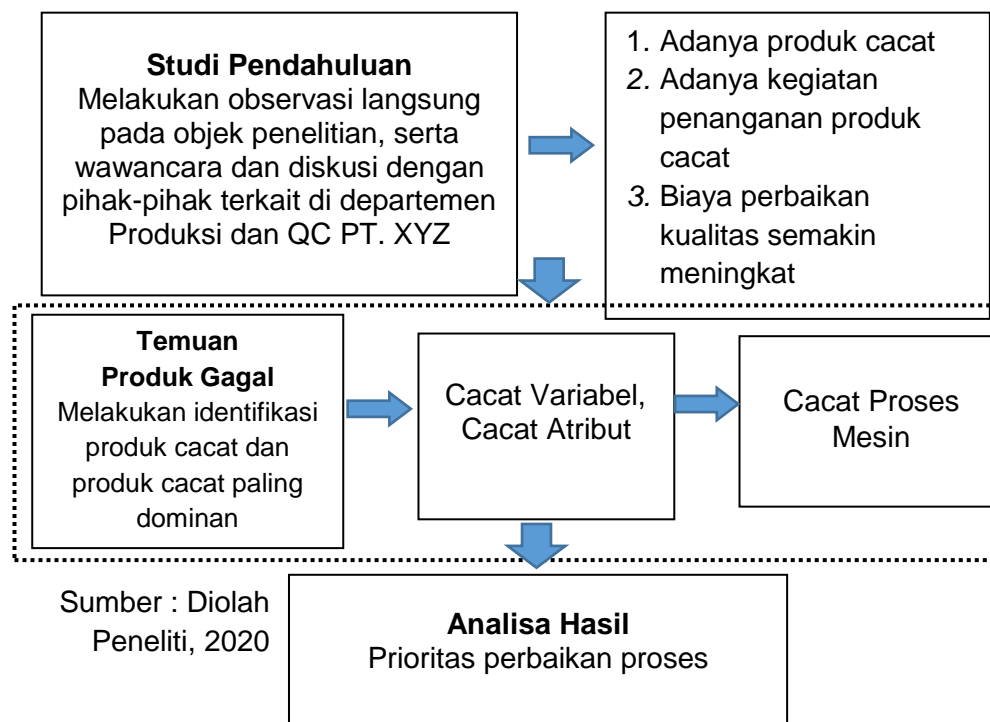 Studi Pendahuluan
Melakukan observasi langsung
pada objek penelitian, serta
wawancara dan diskusi dengan
pihak-pihak terkait di departemen
Produksi dan QC PT. XYZ
1. Adanya produk cacat
2. Adanya kegiatan
penanganan produk
cacat
3. Biaya perbaikan
kualitas semakin
meningkat
Temuan
Produk Gagal
Melakukan identifikasi
produk cacat dan
produk cacat paling
dominan
Cacat Variabel,
Cacat Atribut
Cacat Proses
Mesin
Sumber : Diolah
Peneliti, 2020
Analisa Hasil
Prioritas perbaikan proses